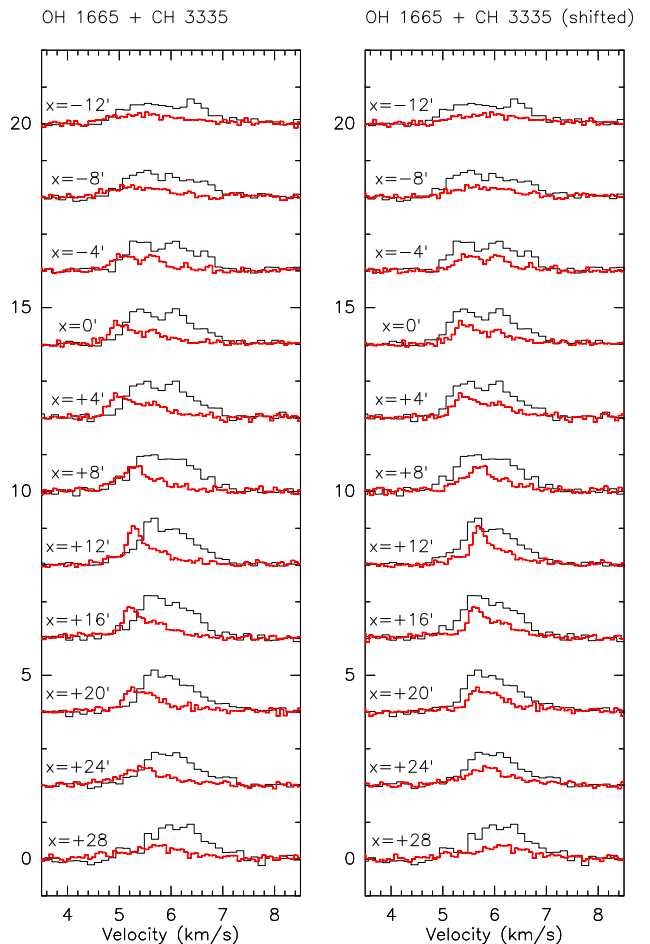 OH 1665 + CH 3335
OH 1665 + CH 3335 (shifted)
x=−12'
x=−12'
20
20
x=−8'
x=−8'
x=−4'
x=−4'
15
15
x=0'
x=0'
x=+4'
x=+4'
x=+8'
x=+8'
10
10
x=+12'
x=+12'
x=+16'
x=+16'
5
5
x=+20'
x=+20'
x=+24'
x=+24'
x=+28
x=+28
0
0
4 5 6 7 8
4 5 6 7 8
Velocity (km/s)
Velocity (km/s)